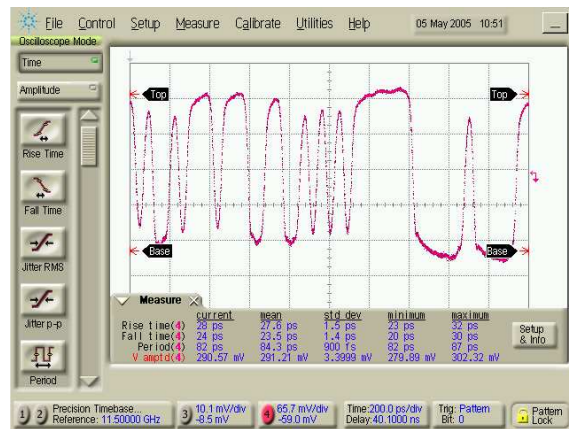 File Control Setup Measure Calibrate Utilities Help 05 May 2005 10:51
Oscilloscope Mode
Time
Amplitude
Rise Time
Fall Time
Jitter RMS
Jitter p-p
Period
Top Top
Base Base
Measure
current mean std dev minimum maximum
Rise time(4) 28 ps 27.6 ps 1.5 ps 23 ps 32 ps
Fall time(4) 24 ps 23.5 ps 1.4 ps 20 ps 30 ps
Period(4) 82 ps 84.3 ps 900 fs 82 ps 87 ps
V amptd(4) 290.57 mV 291.21 mV 3.3999 mV 279.89 mV 302.32 mV
Setup
& Info
1 2 Precision Timebase...
Reference: 11.50000 GHz
3 10.1 mV/div
-8.5 mV
4 65.7 mV/div
-59.0 mV
Time:200.0 ps/div
Delay:40.1000 ns
Trig: Pattern
Bit: 0
Pattern
Lock